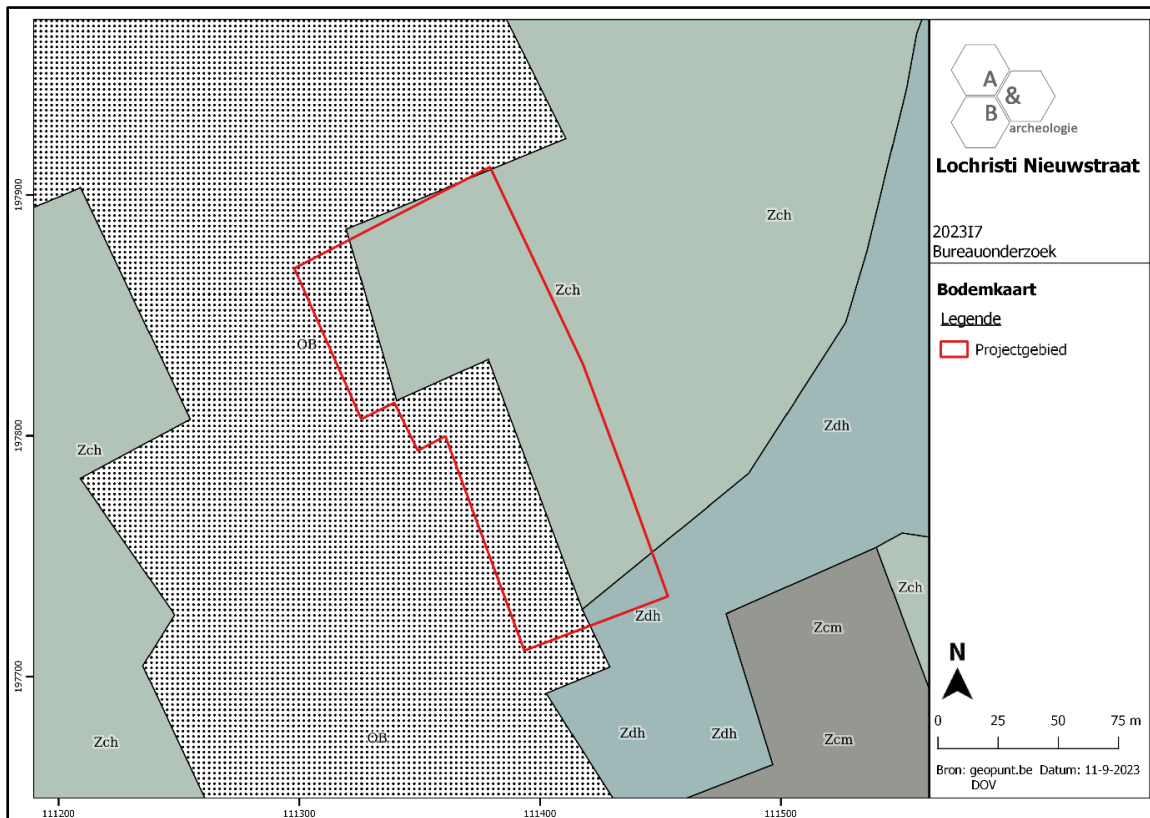 Zch
Zch
OB
Zch
Zdh
Zch
Zdh
Zcm
Zch
OB
Zdh
Zdh
Zcm
197900
197800
197700
111200
111300
111400
111500
A
&
B
archeologie
Lochristi Nieuwstraat
2023I7
Bureauonderzoek
Bodemkaart
Legende
Projectgebied
N
0 25 50 75 m
Bron: geopunt.be Datum: 11-9-2023
DOV